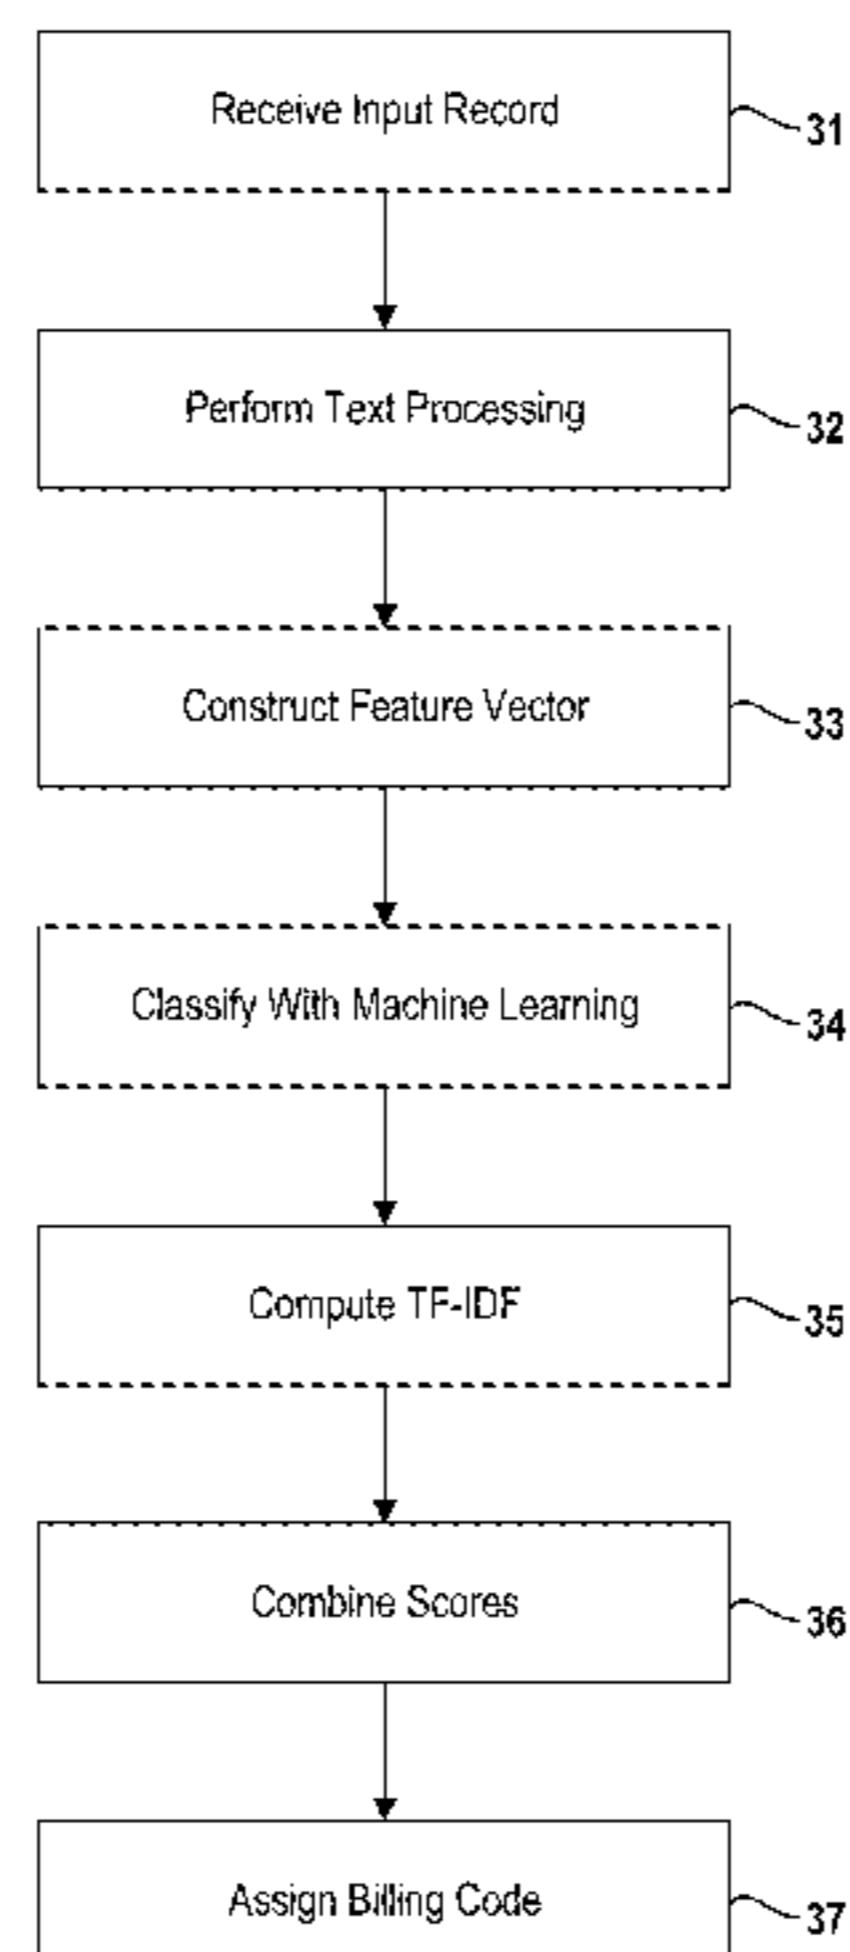 Receive Input Record
31
Perform Text Processing
32
Construct Feature Vector
33
Classify With Machine Learning
34
Compute TF-IDF
35
Combine Scores
36
Assign Billing Code
37